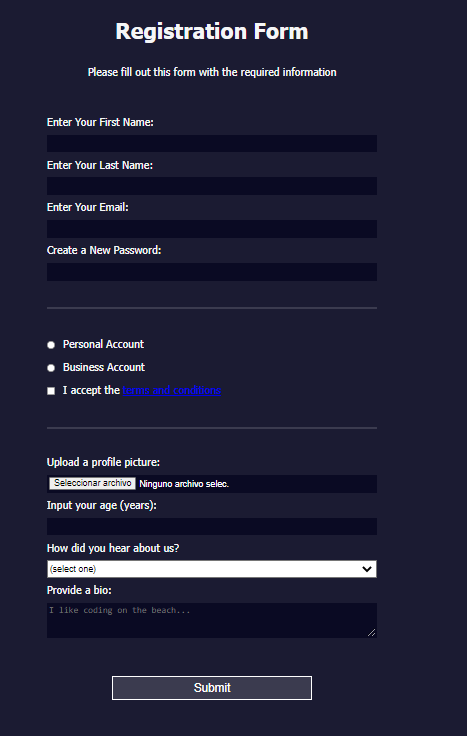 Registration Form
Please fill out this form with the required information
Enter Your First Name:
Enter Your Last Name:
Enter Your Email:
Create a New Password:
Personal Account
Business Account
I accept the terms and conditions
Upload a profile picture:
Seleccionar archivo Ninguno archivo selec.
Input your age (years):
How did you hear about us?
(select one)
Provide a bio:
I like coding on the beach...
Submit